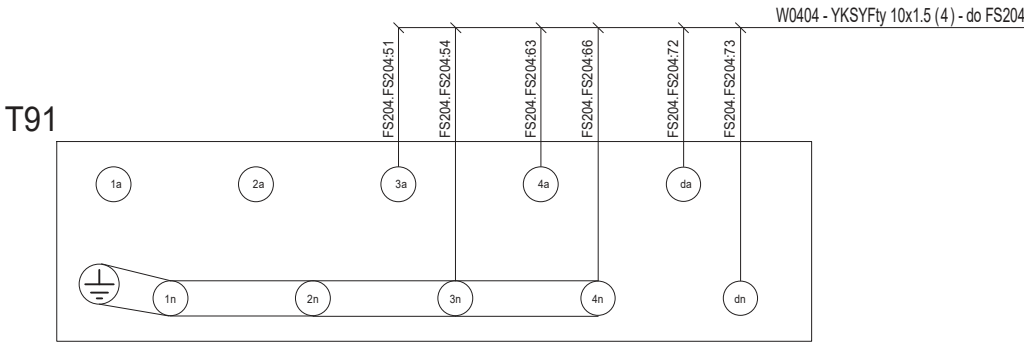 W0404 - YKSYFty 10x1.5 (4) - do FS204
FS204.FS204:51
FS204.FS204:54
FS204.FS204:63
FS204.FS204:66
FS204.FS204:72
FS204.FS204:73
T91
1a 2a 3a 4a da
1n 2n 3n 4n dn